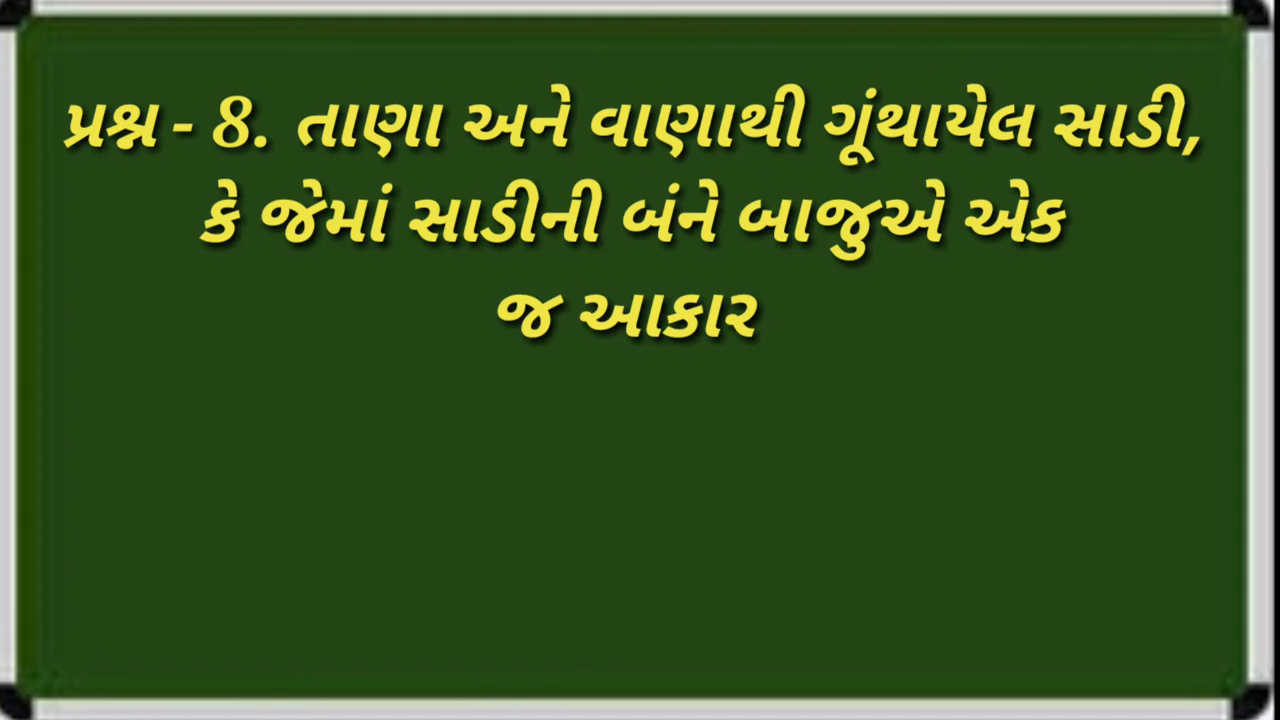 પ્રશ્ન - 8. તાણા અને વાણાથી ગૂંથાયેલ સાડી,
કે જેમાં સાડીની બંને બાજુએ એક
જ આકાર